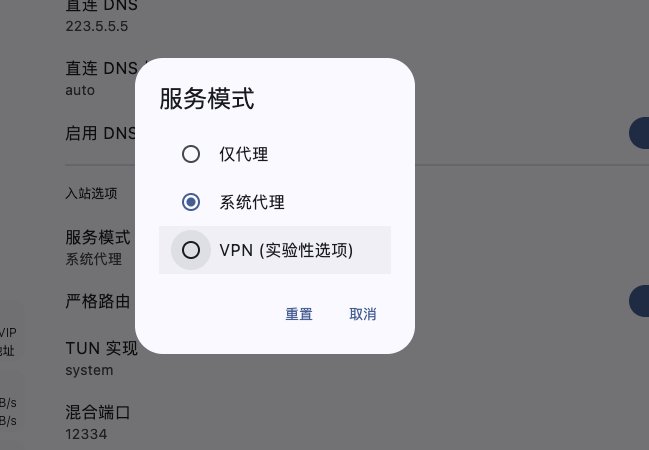 直连 DNS
223.5.5.5
直连 DNS
auto
启用 DNS
入站选项
服务模式
系统代理
严格路由
TUN 实现
system
混合端口
12334
VIP
地址
B/s
B/s
服务模式
仅代理
系统代理
VPN (实验性选项)
重置
取消